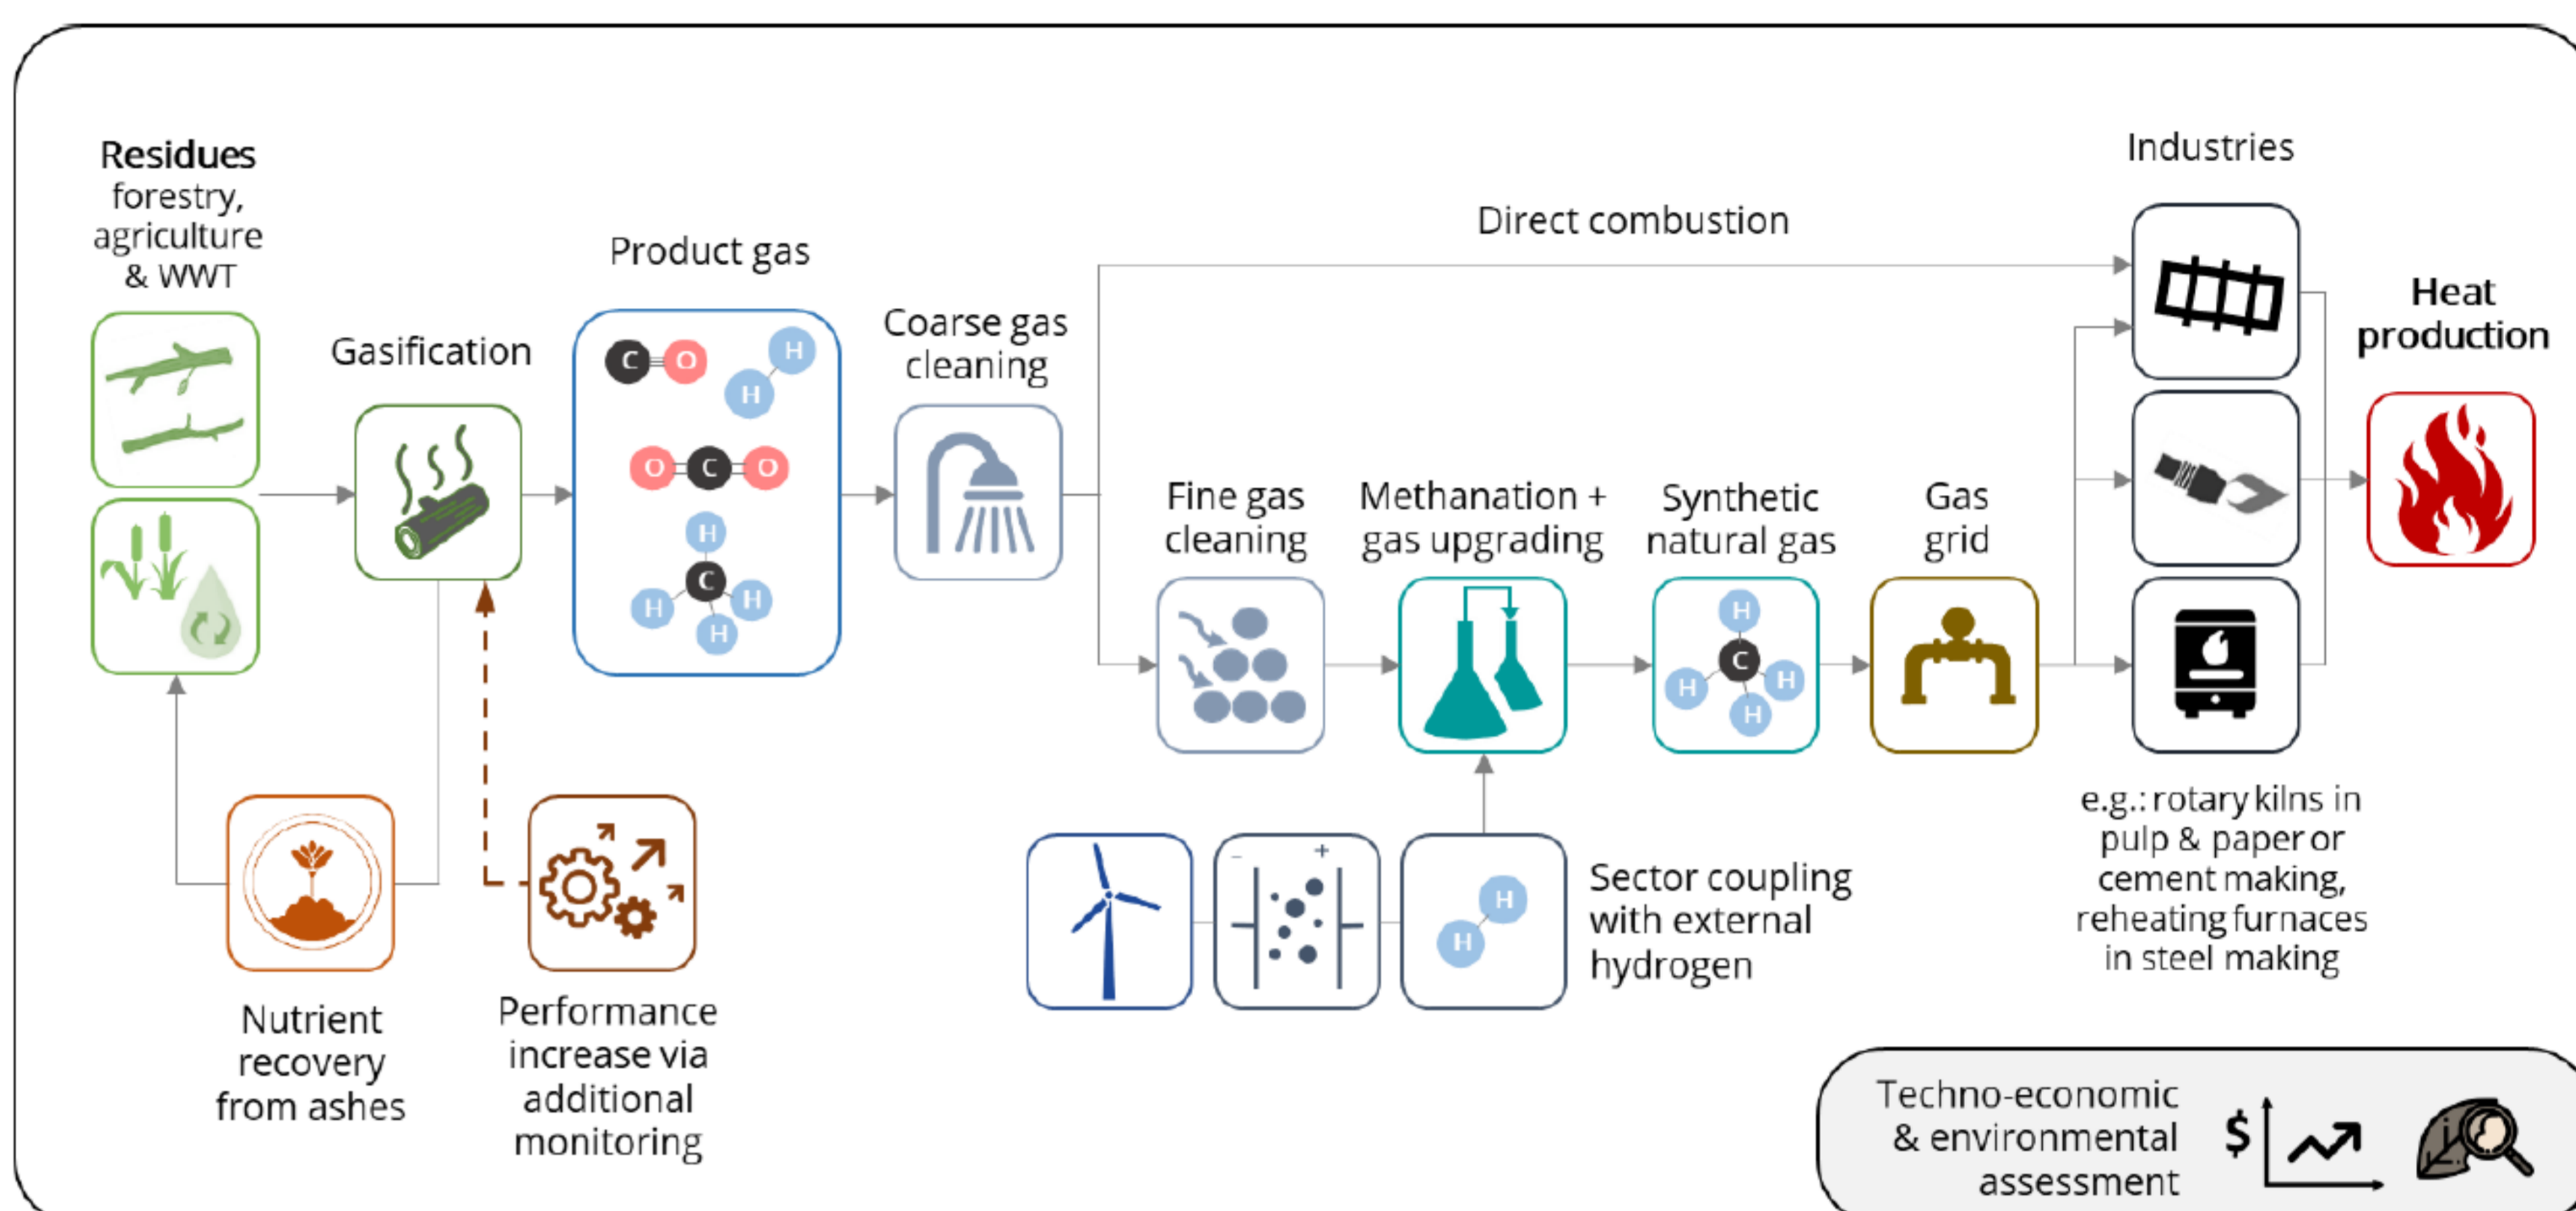 Residues
forestry,
agriculture
& WWT
Gasification
Product gas
C O
H
H
O C O
H
C
H
H
H
Coarse gas
cleaning
Direct combustion
Fine gas
cleaning
Methanation +
gas upgrading
Synthetic
natural gas
H
C
H
H
H
Gas
grid
Industries
Heat
production
e.g.: rotary kilns in
pulp & paper or
cement making,
reheating furnaces
in steel making
Nutrient
recovery
from ashes
Performance
increase via
additional
monitoring
- +
H
H
Sector coupling
with external
hydrogen
Techno-economic
& environmental
assessment
$